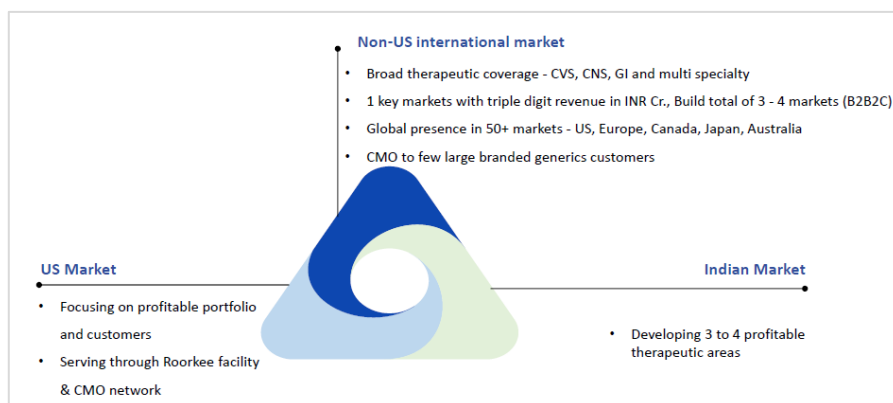 Non-US international market
• Broad therapeutic coverage - CVS, CNS, GI and multi specialty
• 1 key markets with triple digit revenue in INR Cr., Build total of 3 - 4 markets (B2B2C)
• Global presence in 50+ markets - US, Europe, Canada, Japan, Australia
• CMO to few large branded generics customers
US Market
• Focusing on profitable portfolio
and customers
• Serving through Roorkee facility
& CMO network
Indian Market
• Developing 3 to 4 profitable
therapeutic areas